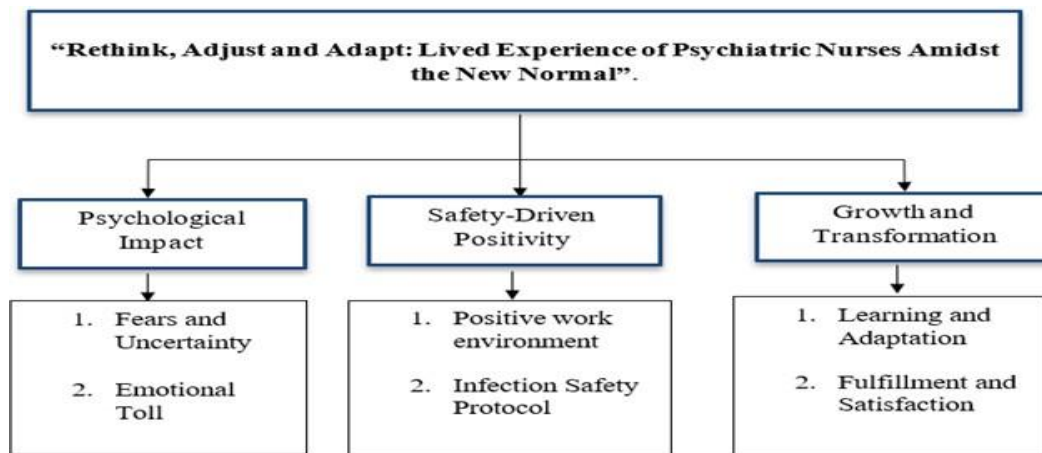 “Rethink, Adjust and Adapt: Lived Experience of Psychiatric Nurses Amidst
the New Normal”.
Psychological
Impact
Safety-Driven
Positivity
Growth and
Transformation
1. Fears and
Uncertainty
2. Emotional
Toll
1. Positive work
environment
2. Infection Safety
Protocol
1. Learning and
Adaptation
2. Fulfillment and
Satisfaction